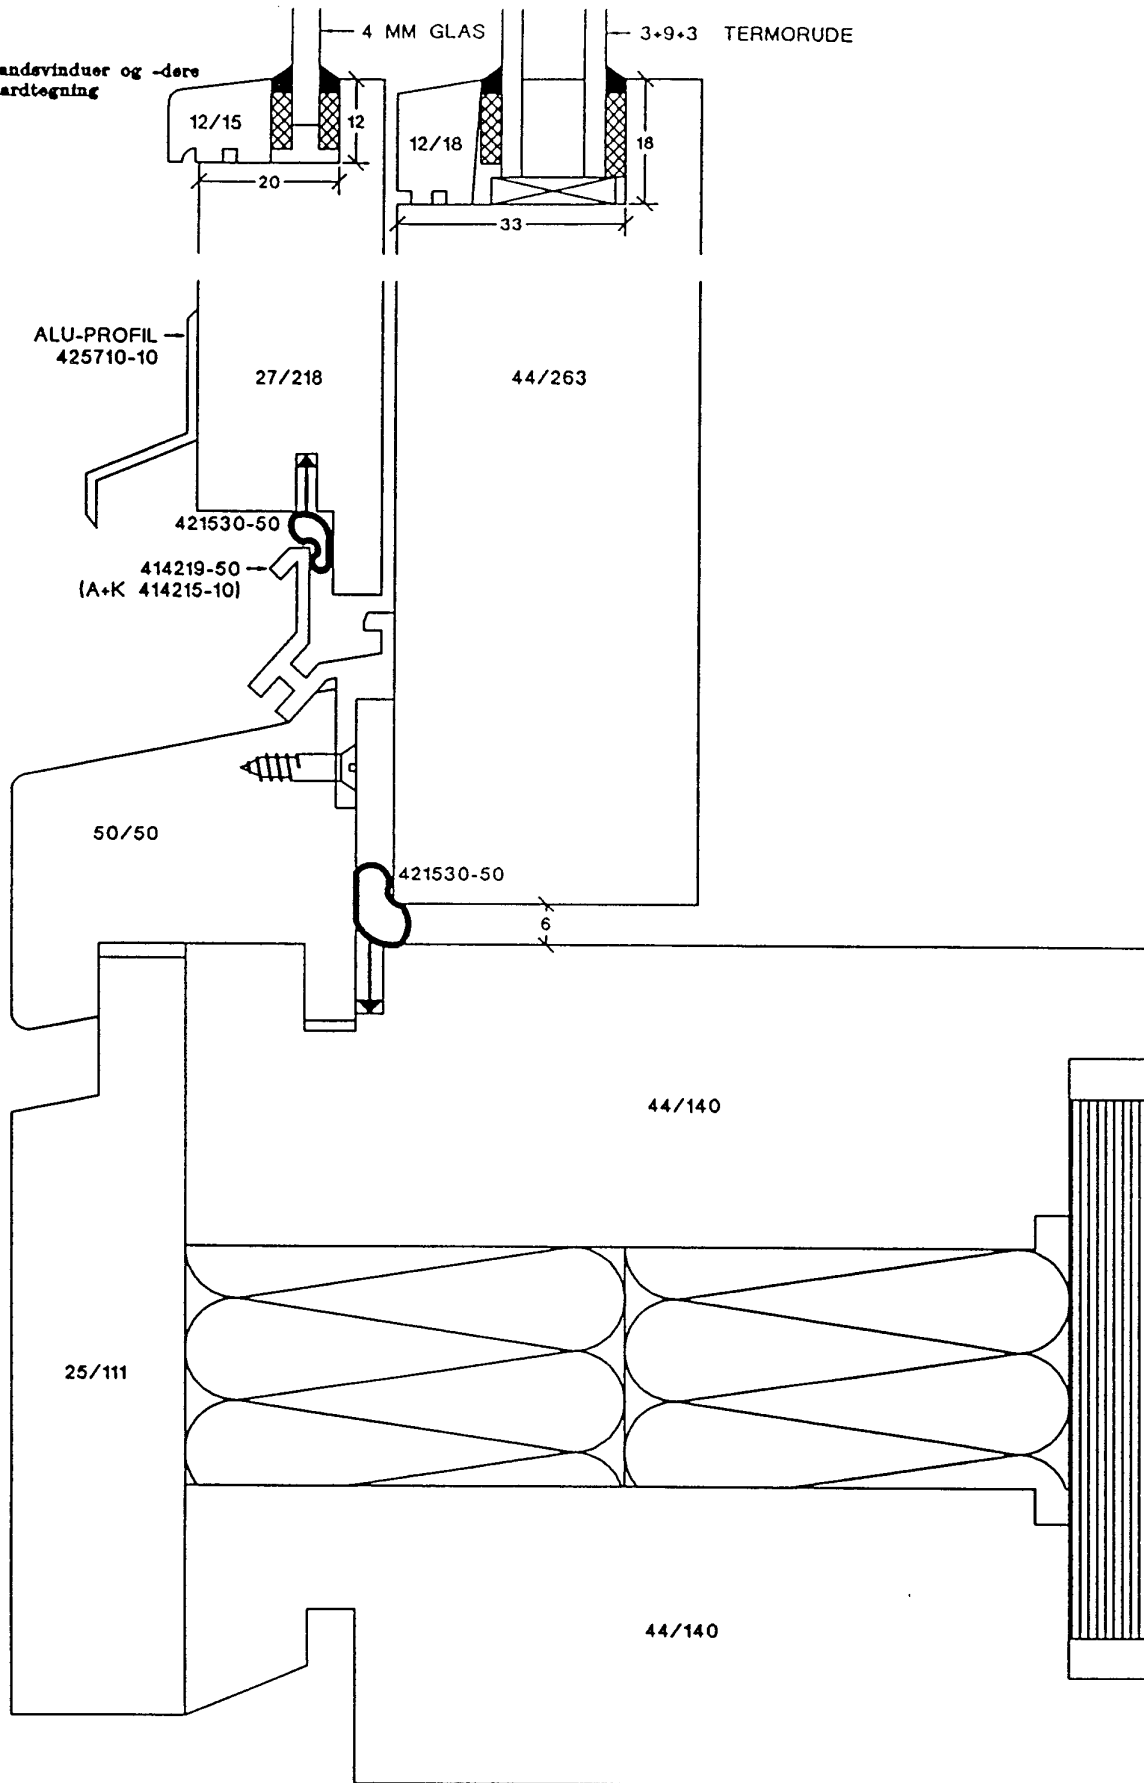 4 MM GLAS
3+9+3 TERMORUDE
andsvinduer og -døre
ardtegning
12/15
12
12/18
18
20
33
ALU-PROFIL
425710-10
27/218
44/263
421530-50
414219-50
(A+K 414215-10)
50/50
421530-50
6
44/140
25/111
44/140